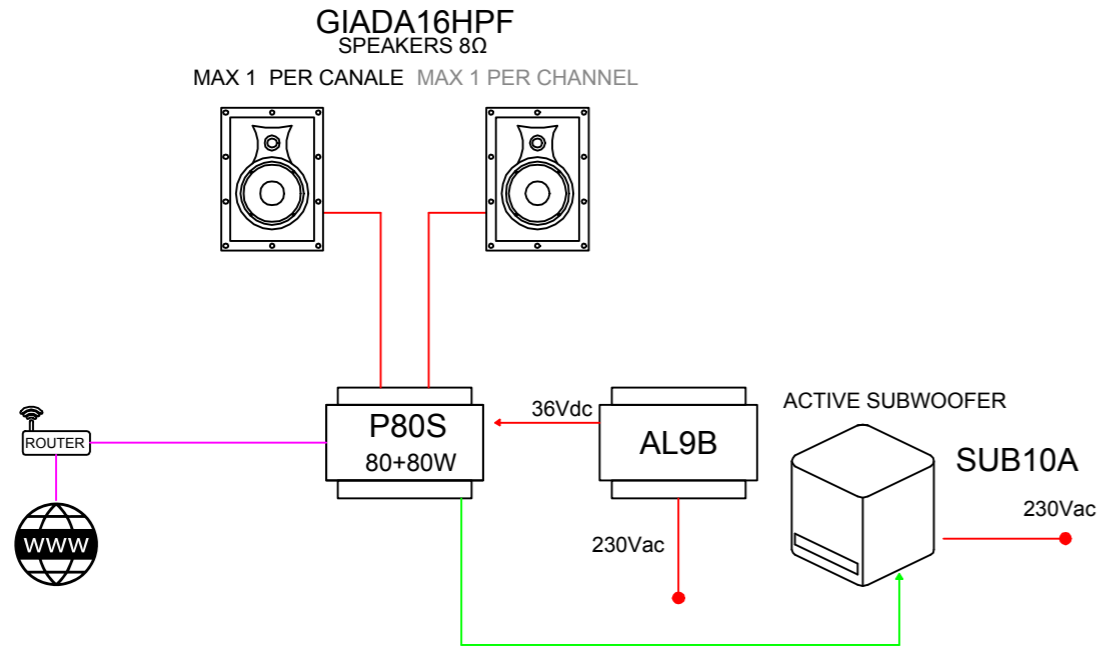 GIADA16HPF
SPEAKERS 8Ω
MAX 1 PER CANALE MAX 1 PER CHANNEL
ROUTER
WWW
P80S
80+80W
36Vdc
AL9B
230Vac
ACTIVE SUBWOOFER
SUB10A
230Vac